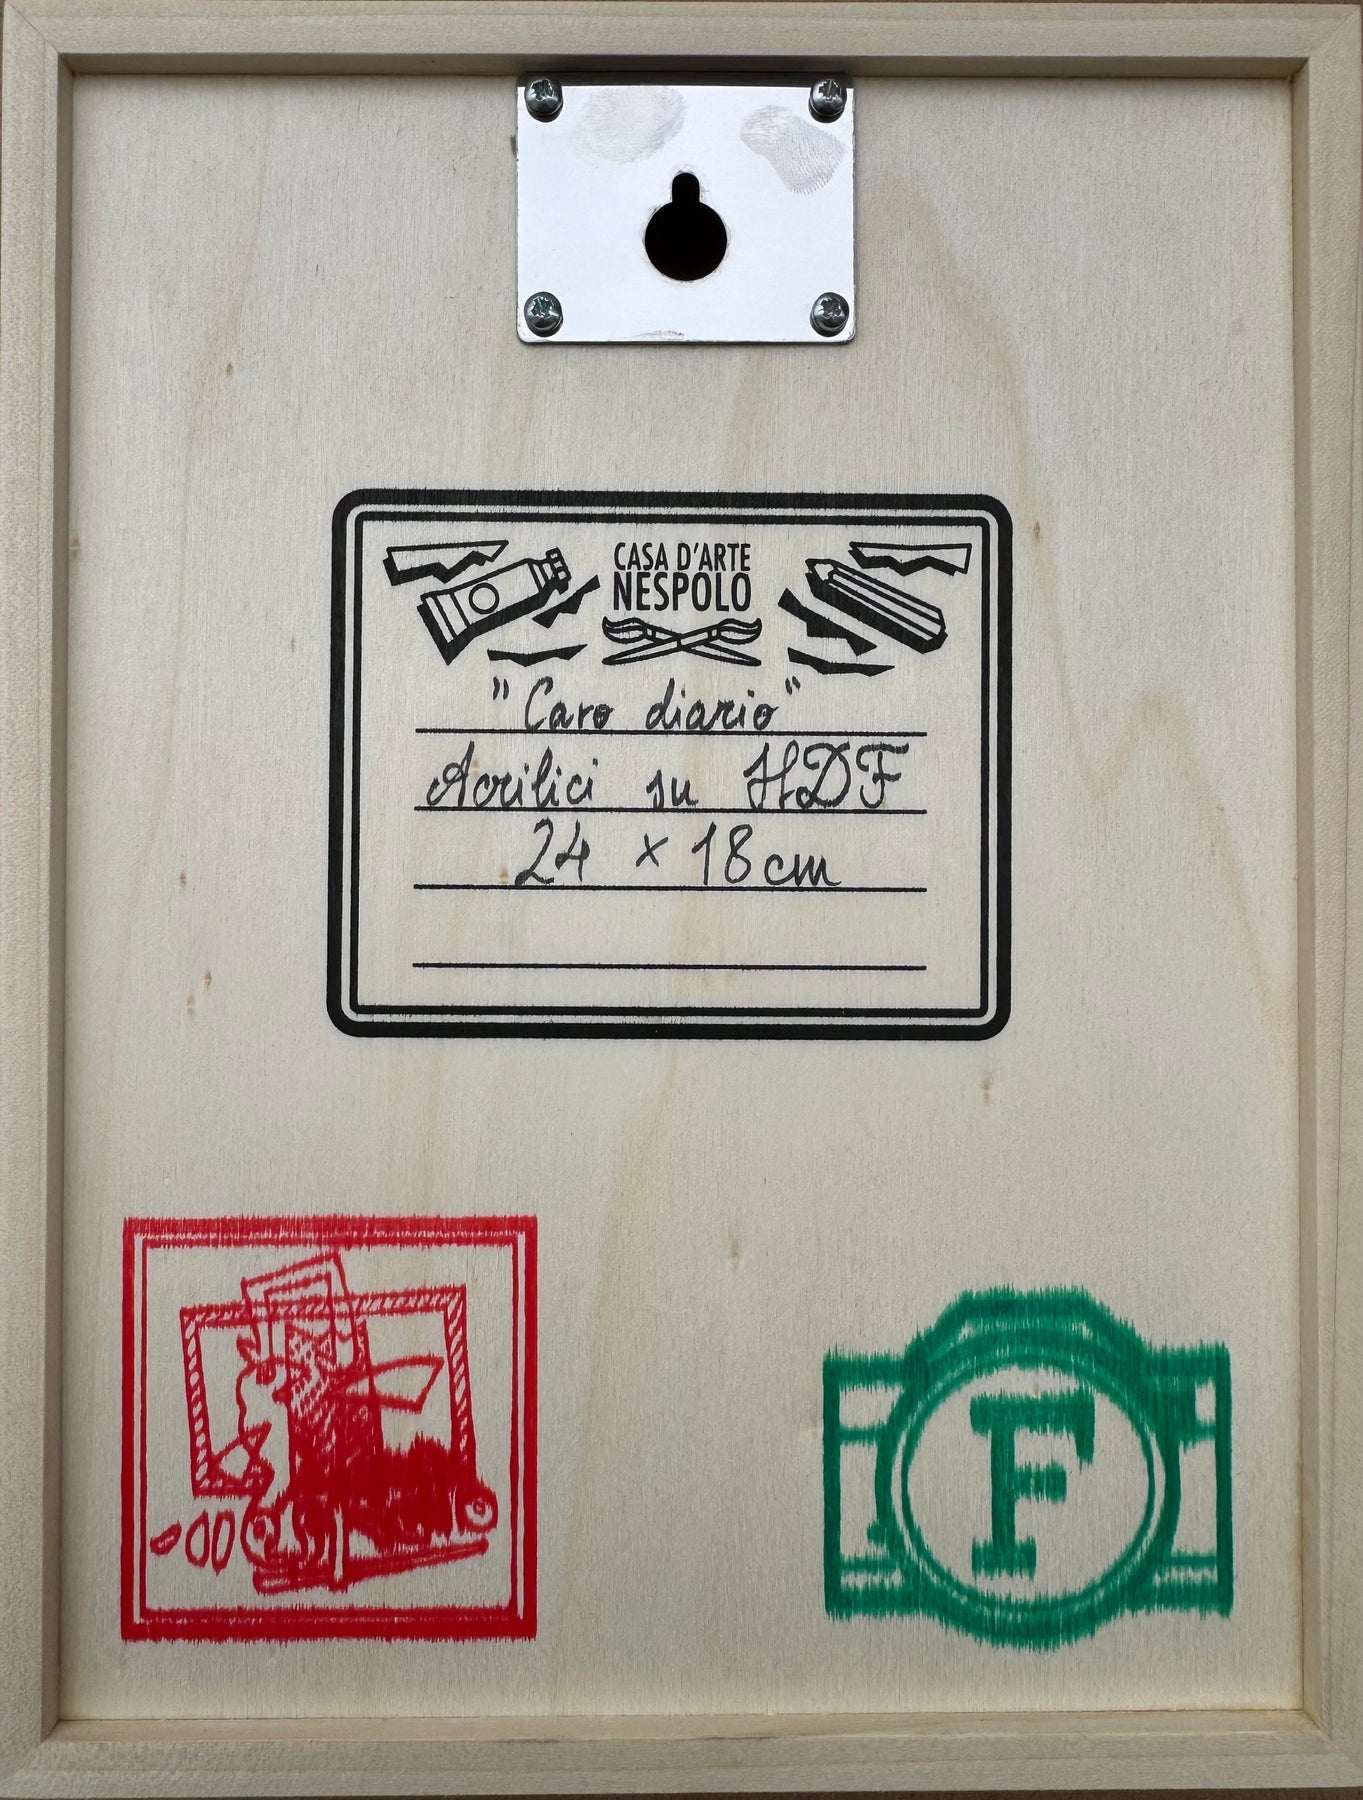 CASA D'ARTE
NESPOLO
"Caro diario"
Acrilici su HDF
24 × 18 cm
F